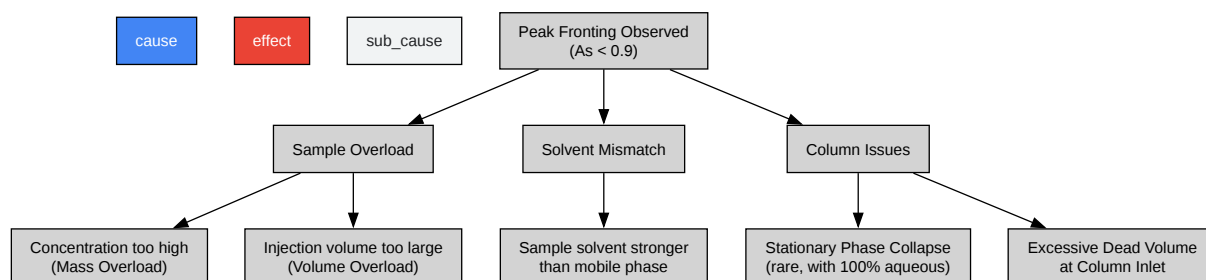 cause
effect
sub_cause
Peak Fronting Observed
(As < 0.9)
Sample Overload
Solvent Mismatch
Column Issues
Concentration too high
(Mass Overload)
Injection volume too large
(Volume Overload)
Sample solvent stronger
than mobile phase
Stationary Phase Collapse
(rare, with 100% aqueous)
Excessive Dead Volume
at Column Inlet